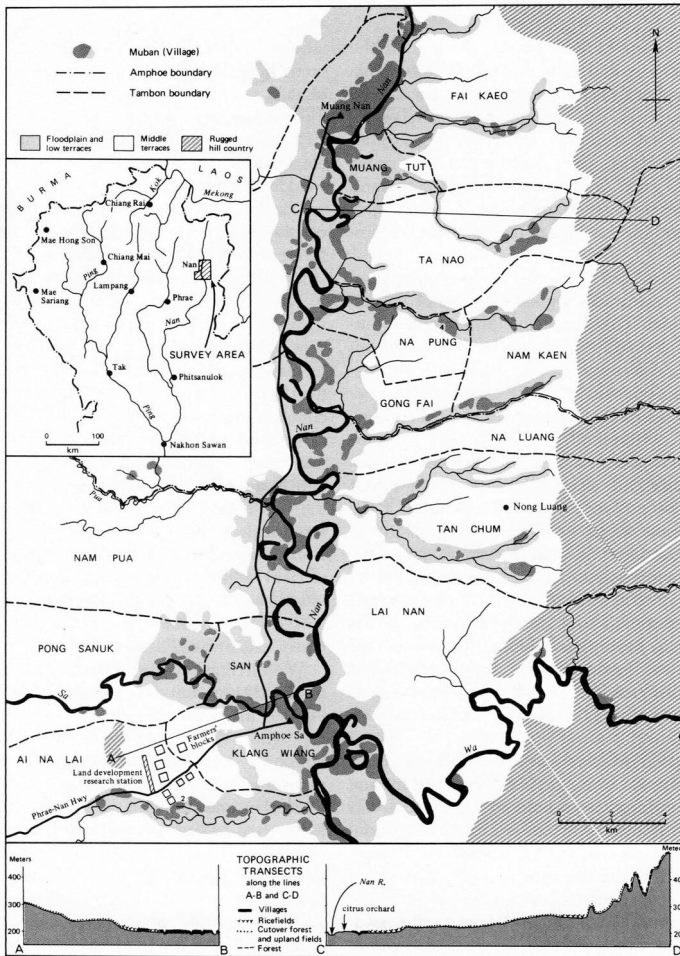 Muban (Village)
Amphoe boundary
Tambon boundary
Floodplain and
low terraces
Middle
terraces
Rugged
hill country
BURMA
LAOS
Mekong
Kok
Chiang Rai
Mae Hong Son
Chiang Mai
Ping
Nan
Mae
Sariang
Lampang
Phrae
Nan
SURVEY AREA
Tak
Phitsanulok
Ping
Nakhon Sawan
0 100
km
N
Nan
FAI KAEO
Muang Nan
MUANG TUT
C
D
TA NAO
NA PUNG
4
NAM KAEN
GONG FAI
Nan
NA LUANG
Pua
Nong Luang
TAN CHUM
NAM PUA
LAI NAN
Nan
PONG SANUK
SAN
Sa
B
Amphoe Sa
Farmers'
blocks
KLANG WIANG
Wa
AI NA LAI
A
Land development
research station
2
Phrae-Nan Hwy
0 2 4
km
Meters
400
300
200
A
B
TOPOGRAPHIC
TRANSECTS
along the lines
A-B and C-D
Villages
Ricefields
Cutover forest
and upland fields
Forest
Nan R.
citrus orchard
C
D